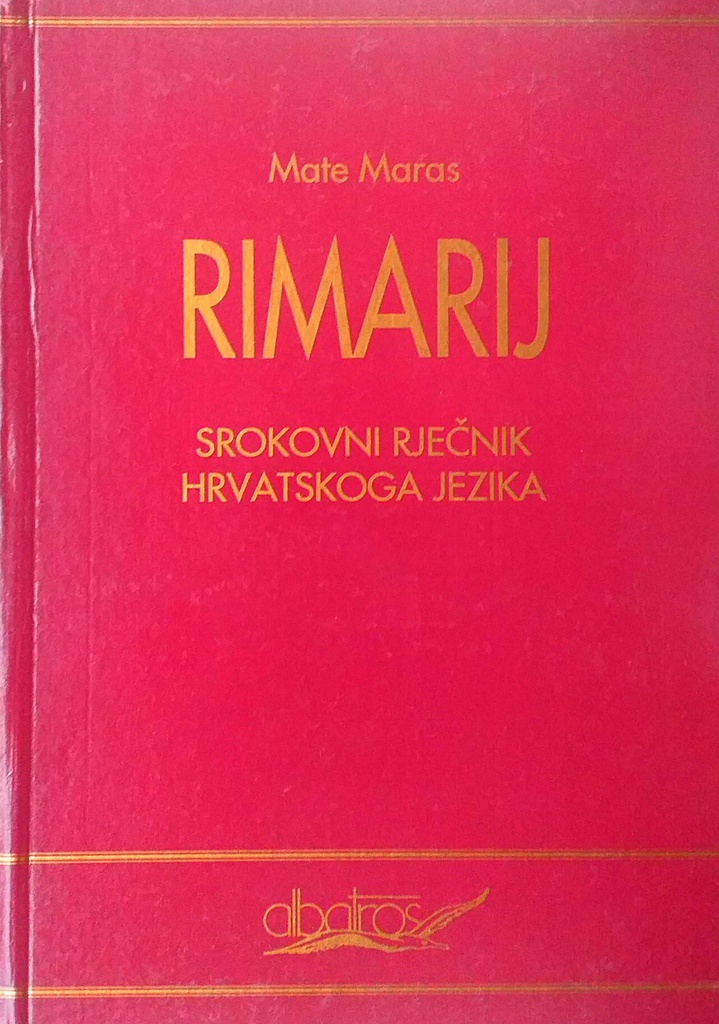 Mate Maras
RIMARIJ
SROKOVNI RJEČNIK
HRVATSKOGA JEZIKA
albatros